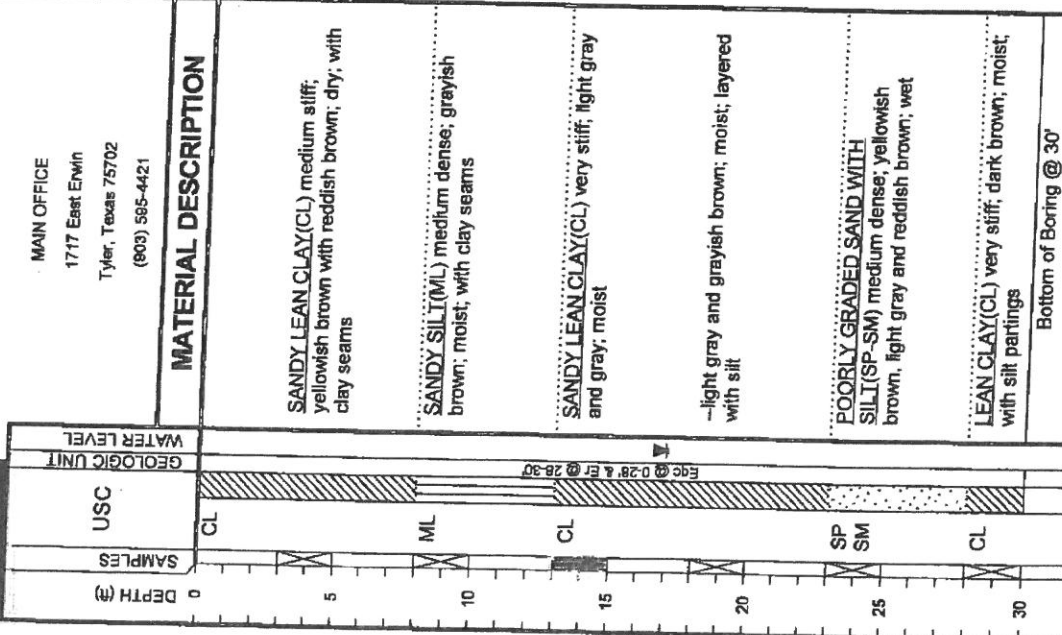 MAIN OFFICE
1717 East Erwin
Tyler, Texas 75702
(903) 595-4421
DEPTH (ft)
SAMPLES
USC
GEOLOGIC UNIT
WATER LEVEL
MATERIAL DESCRIPTION
0
CL
SANDY LEAN CLAY(CL) medium stiff;
yellowish brown with reddish brown; dry; with
clay seams
5
ML
SANDY SILT(ML) medium dense; grayish
brown; moist; with clay seams
10
CL
SANDY LEAN CLAY(CL) very stiff; light gray
and gray; moist
15
Eqc @ 0-28' & Er @ 28-30'
--light gray and grayish brown; moist; layered
with silt
20
SP
SM
POORLY GRADED SAND WITH
SILT(SP-SM) medium dense; yellowish
brown, light gray and reddish brown; wet
25
CL
LEAN CLAY(CL) very stiff; dark brown; moist;
with silt partings
30
Bottom of Boring @ 30'